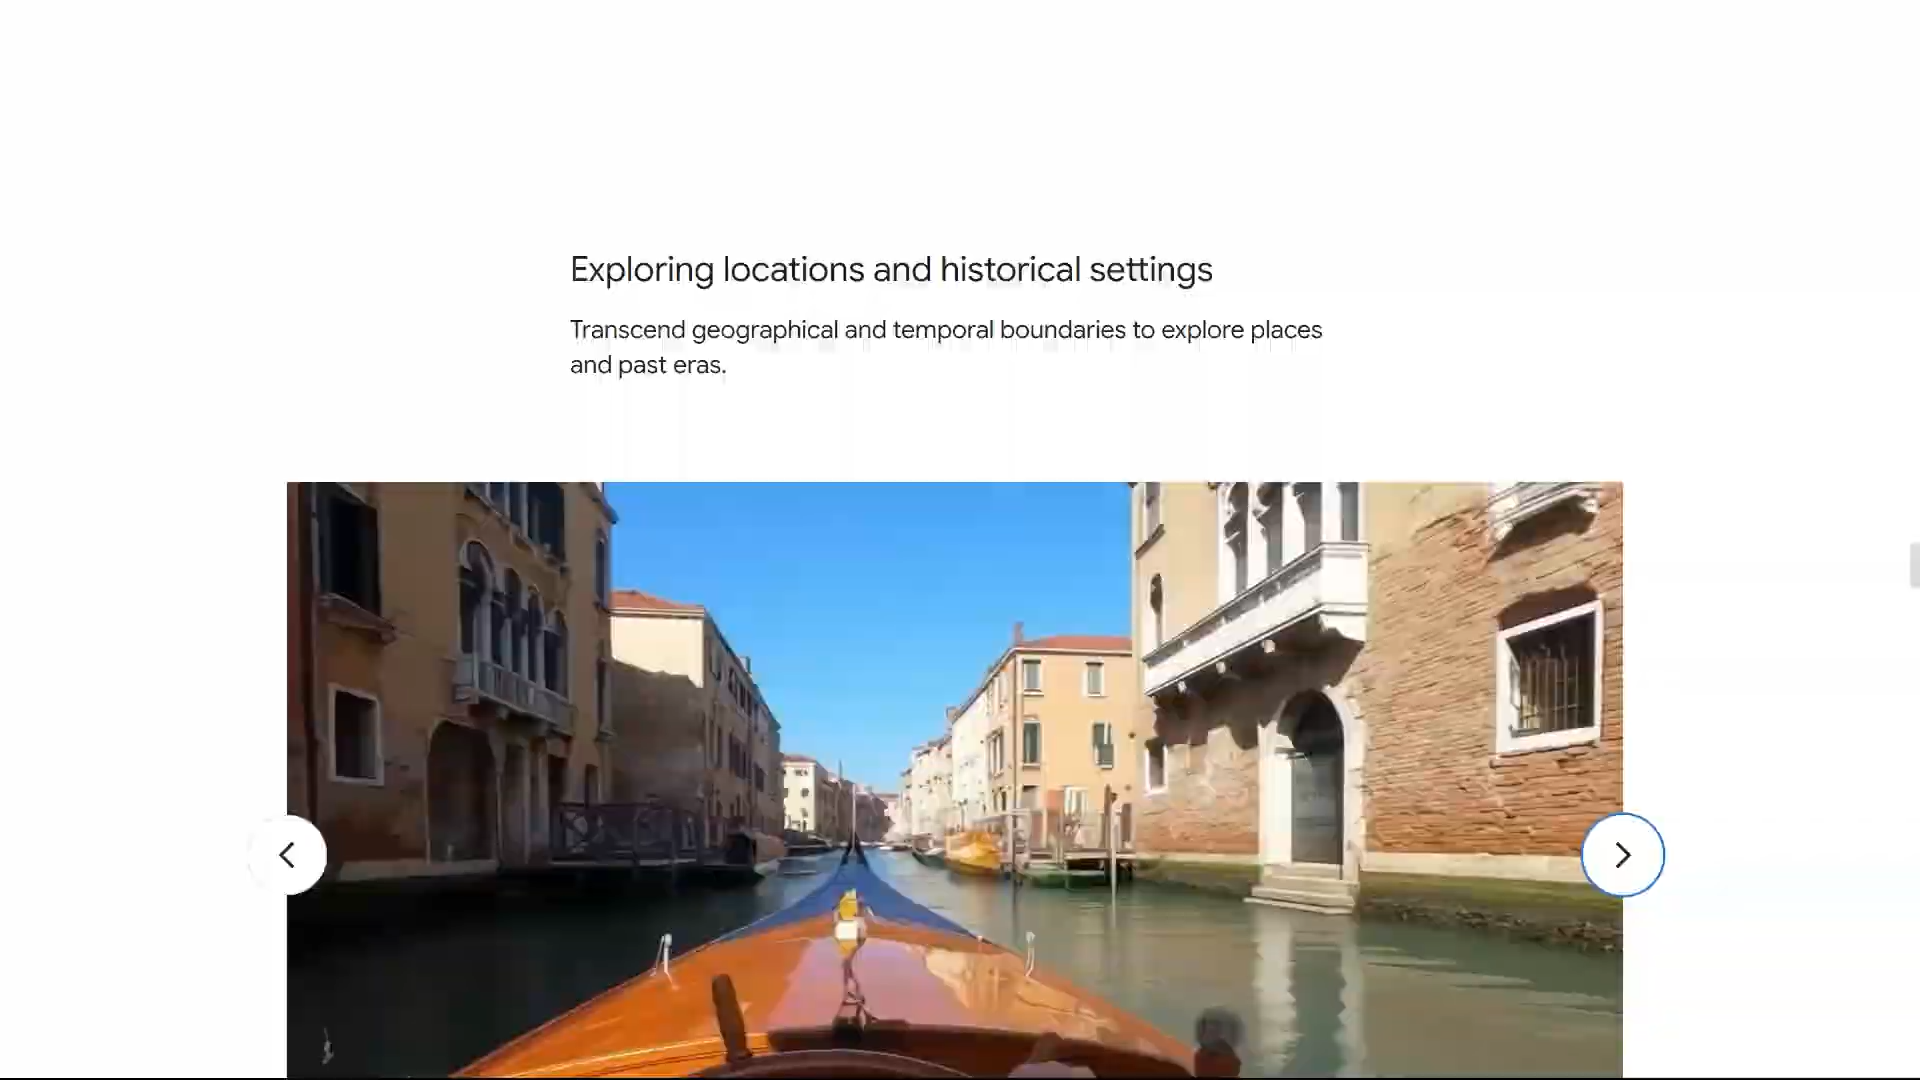 Exploring locations and historical settings
Transcend geographical and temporal boundaries to explore places
and past eras.